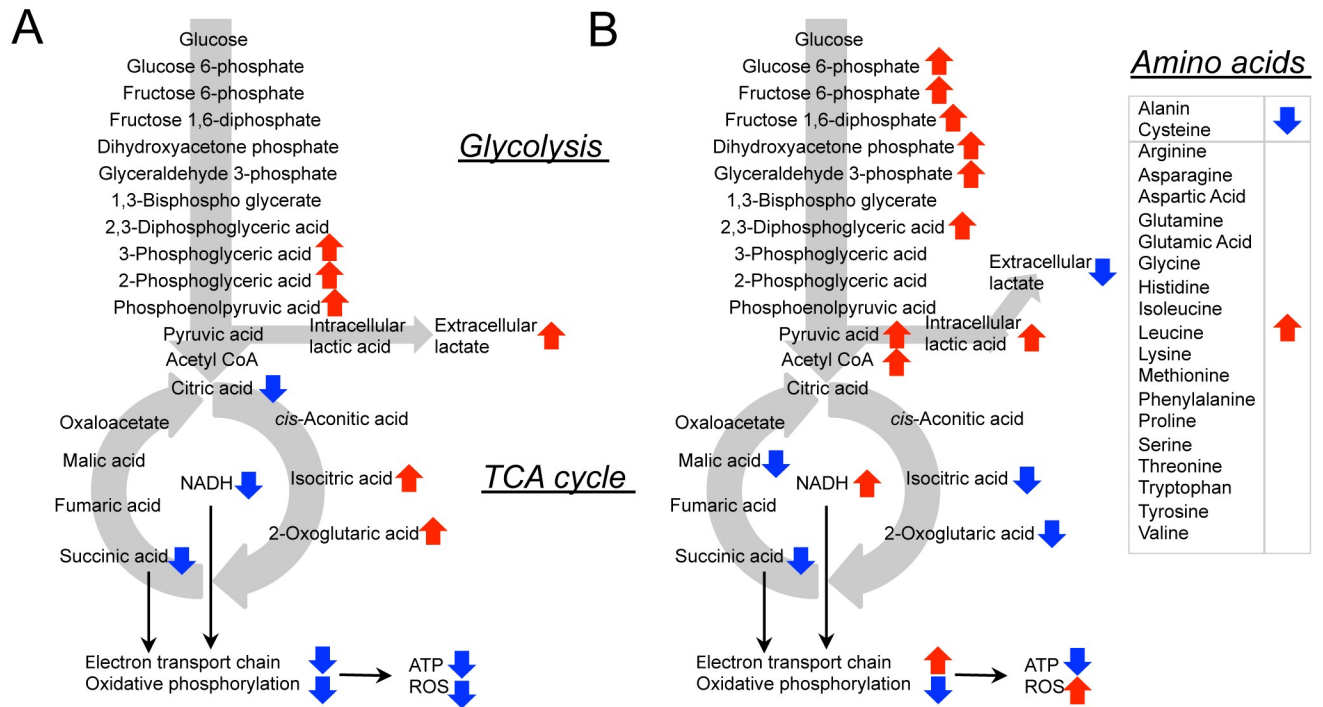 A
Glucose
Glucose 6-phosphate
Fructose 6-phosphate
Fructose 1,6-diphosphate
Dihydroxyacetone phosphate
Glyceraldehyde 3-phosphate
1,3-Bisphospho glycerate
2,3-Diphosphoglyceric acid
3-Phosphoglyceric acid
2-Phosphoglyceric acid
Phosphoenolpyruvic acid
Pyruvic acid
Intracellular
lactic acid
Extracellular
lactate
Acetyl CoA
Citric acid
cis-Aconitic acid
Oxaloacetate
Malic acid
NADH
Isocitric acid
Fumaric acid
2-Oxoglutaric acid
Succinic acid
Electron transport chain
Oxidative phosphorylation
ATP
ROS
Glycolysis
TCA cycle
B
Glucose
Glucose 6-phosphate
Fructose 6-phosphate
Fructose 1,6-diphosphate
Dihydroxyacetone phosphate
Glyceraldehyde 3-phosphate
1,3-Bisphospho glycerate
2,3-Diphosphoglyceric acid
3-Phosphoglyceric acid
2-Phosphoglyceric acid
Phosphoenolpyruvic acid
Pyruvic acid
Intracellular
lactic acid
Extracellular
lactate
Acetyl CoA
Citric acid
cis-Aconitic acid
Oxaloacetate
Malic acid
NADH
Isocitric acid
Fumaric acid
2-Oxoglutaric acid
Succinic acid
Electron transport chain
Oxidative phosphorylation
ATP
ROS
Amino acids
Alanin
Cysteine
Arginine
Asparagine
Aspartic Acid
Glutamine
Glutamic Acid
Glycine
Histidine
Isoleucine
Leucine
Lysine
Methionine
Phenylalanine
Proline
Serine
Threonine
Tryptophan
Tyrosine
Valine